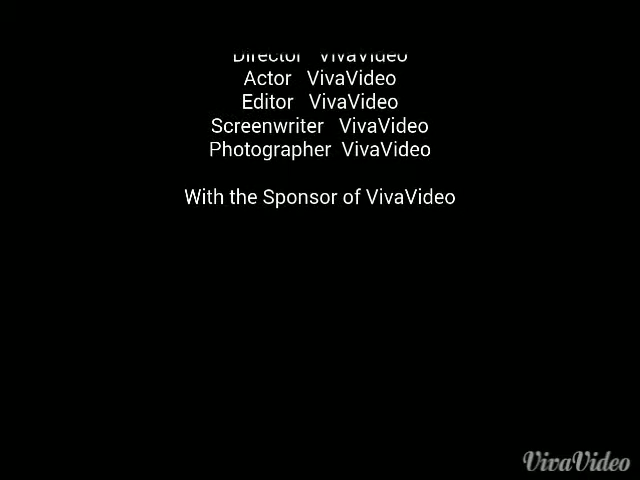 Director VivaVideo
Actor VivaVideo
Editor VivaVideo
Screenwriter VivaVideo
Photographer VivaVideo
With the Sponsor of VivaVideo
VivaVideo